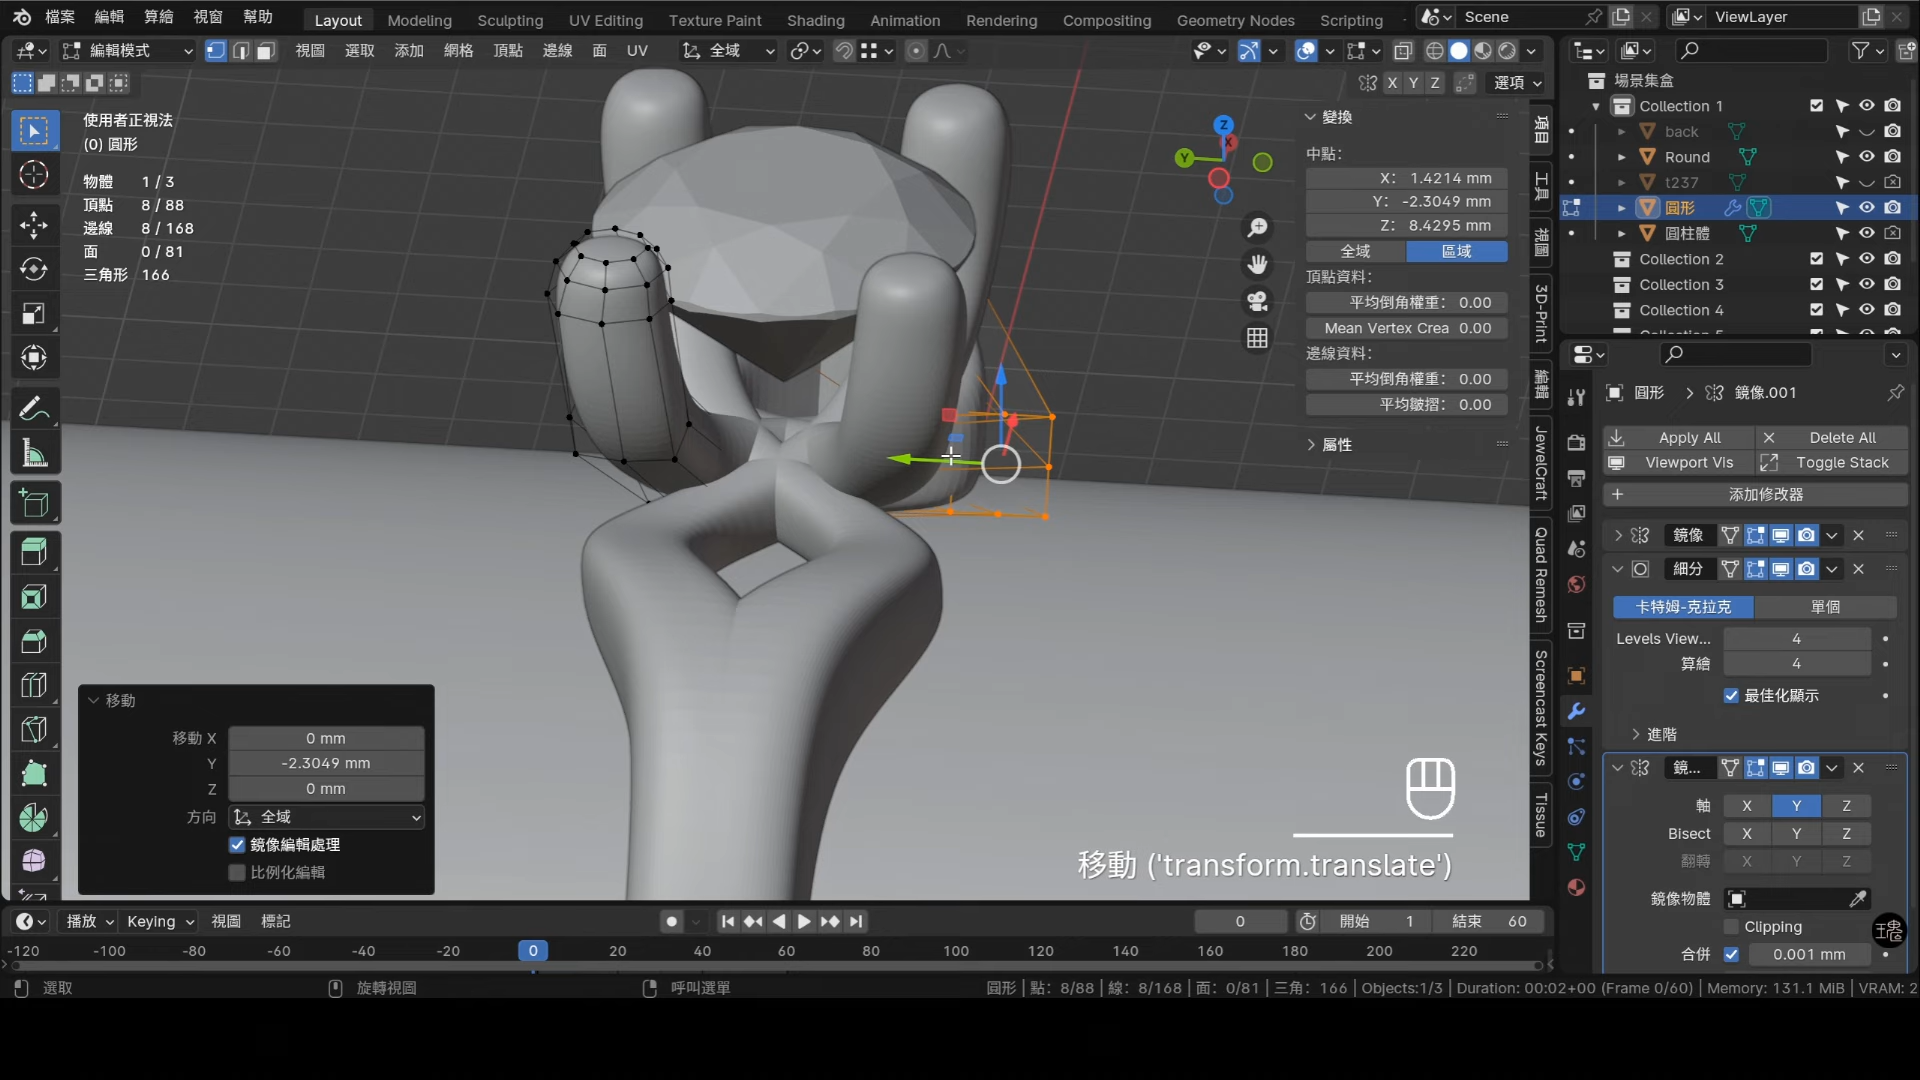 檔案 編輯 算繪 視窗 幫助 Layout Modeling Sculpting UV Editing Texture Paint Shading Animation Rendering Compositing Geometry Nodes Scripting Scene ViewLayer
編輯模式 視圖 選取 添加 網格 頂點 邊線 面 UV 全域
X Y Z 選項
使用者正視法
(0) 圓形
物體 1 / 3
頂點 8 / 88
邊線 8 / 168
面 0 / 81
三角形 166
Z
X
Y
變換
中點:
X: 1.4214 mm
Y: -2.3049 mm
Z: 8.4295 mm
全域 區域
頂點資料:
平均倒角權重: 0.00
Mean Vertex Crea 0.00
邊線資料:
平均倒角權重: 0.00
平均皺摺: 0.00
屬性
項目
工具
視圖
3D-Print
編輯
JewelCraft
Quad Remesh
Screencast Keys
Tissue
場景集盒
Collection 1
back
Round
t237
圓形
圓柱體
Collection 2
Collection 3
Collection 4
圓形 鏡像.001
Apply All Delete All
Viewport Vis Toggle Stack
添加修改器
鏡像
細分
卡特姆-克拉克 單個
Levels View... 4
算繪 4
最佳化顯示
進階
鏡...
軸 X Y Z
Bisect X Y Z
翻轉 X Y Z
鏡像物體
Clipping
合併 0.001 mm
移動
移動 X 0 mm
Y -2.3049 mm
Z 0 mm
方向 全域
鏡像編輯處理
比例化編輯
移動 ('transform.translate')
播放 Keying 視圖 標記 0 開始 1 結束 60
-120 -100 -80 -60 -40 -20 0 20 40 60 80 100 120 140 160 180 200 220
選取 旋轉視圖 呼叫選單 圓形 | 點: 8/88 | 線: 8/168 | 面: 0/81 | 三角: 166 | Objects:1/3 | Duration: 00:02+00 (Frame 0/60) | Memory: 131.1 MiB | VRAM: 2